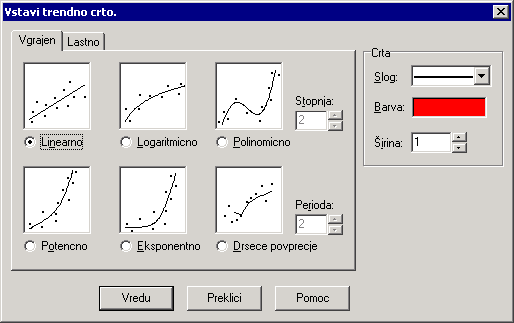 Vstavi trendno crto.
Vgrajen
Lastno
Linearno
Logaritmicno
Polinomicno
Stopnja:
2
Potencno
Eksponentno
Drsece povprecje
Perioda:
2
Crta
Slog:
Barva:
Širina:
1
Vredu
Preklici
Pomoc